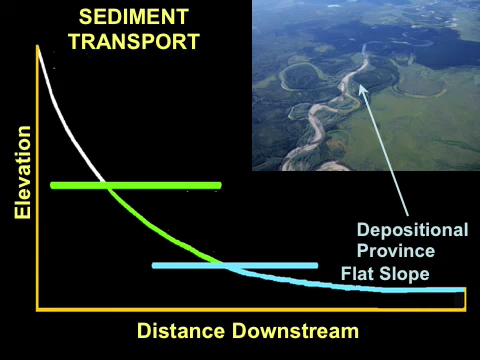 SEDIMENT
TRANSPORT
Elevation
Depositional
Province
Flat Slope
Distance Downstream